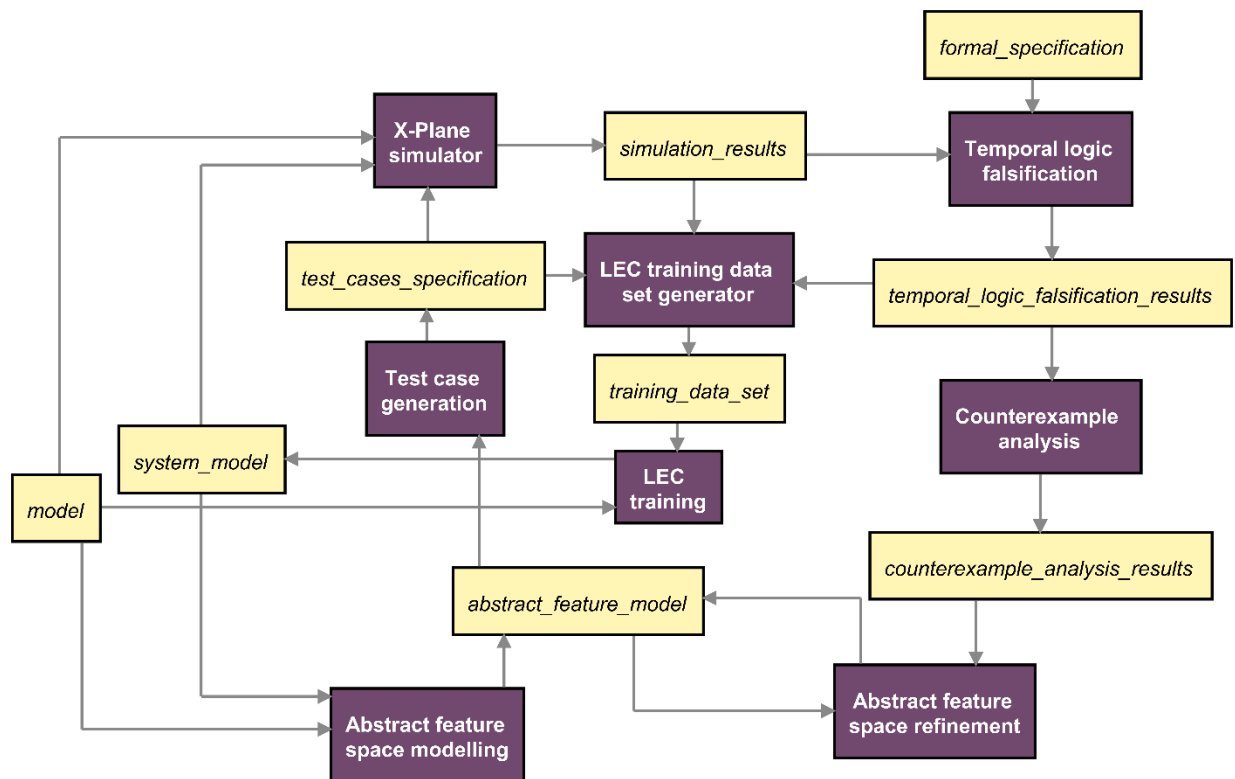 formal_specification
X-Plane
simulator
simulation_results
Temporal logic
falsification
test_cases_specification
LEC training data
set generator
temporal_logic_falsification_results
Test case
generation
training_data_set
Counterexample
analysis
system_model
LEC
training
model
counterexample_analysis_results
abstract_feature_model
Abstract feature
space modelling
Abstract feature
space refinement